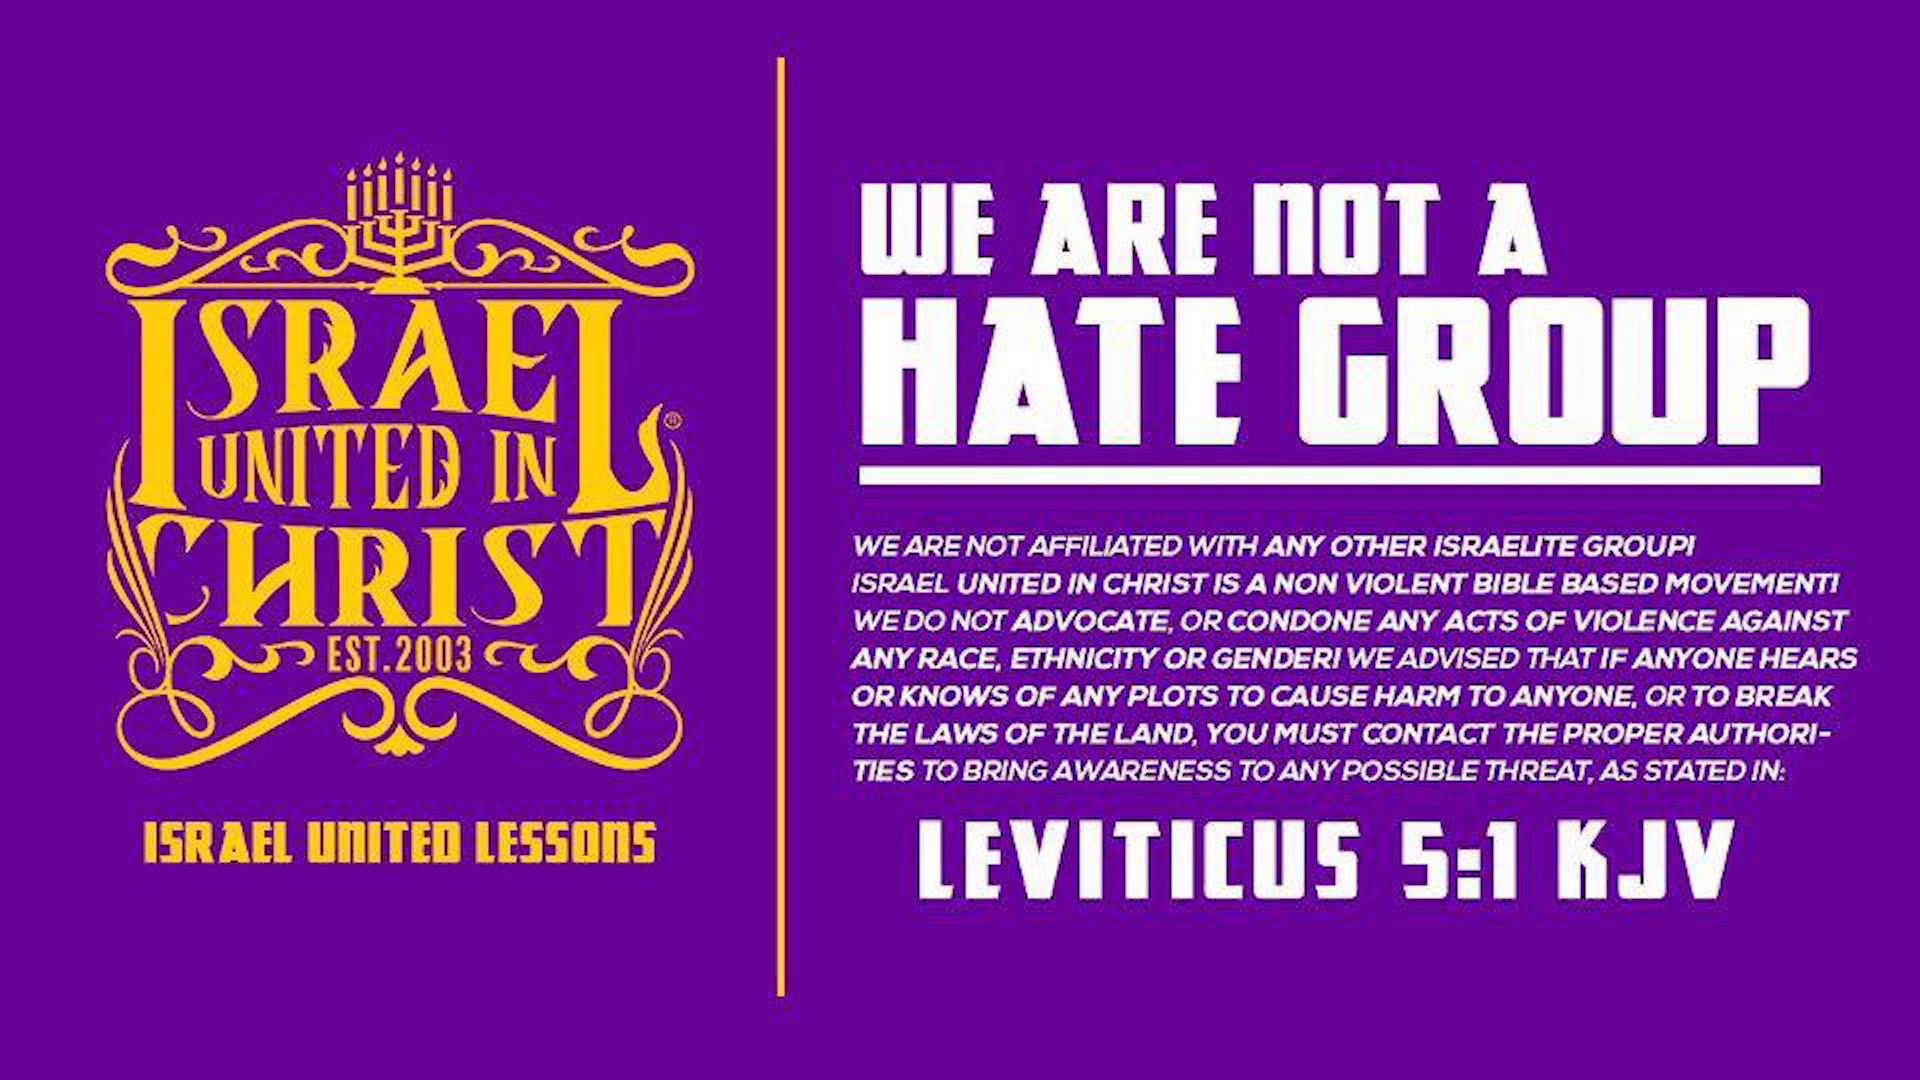 ISRAEL
UNITED IN
CHRIST
®
EST.2003
ISRAEL UNITED LESSONS
WE ARE NOT A
HATE GROUP
WE ARE NOT AFFILIATED WITH ANY OTHER ISRAELITE GROUP!
ISRAEL UNITED IN CHRIST IS A NON VIOLENT BIBLE BASED MOVEMENT!
WE DO NOT ADVOCATE, OR CONDONE ANY ACTS OF VIOLENCE AGAINST
ANY RACE, ETHNICITY OR GENDER! WE ADVISED THAT IF ANYONE HEARS
OR KNOWS OF ANY PLOTS TO CAUSE HARM TO ANYONE, OR TO BREAK
THE LAWS OF THE LAND, YOU MUST CONTACT THE PROPER AUTHORI-
TIES TO BRING AWARENESS TO ANY POSSIBLE THREAT, AS STATED IN:
LEVITICUS 5:1 KJV